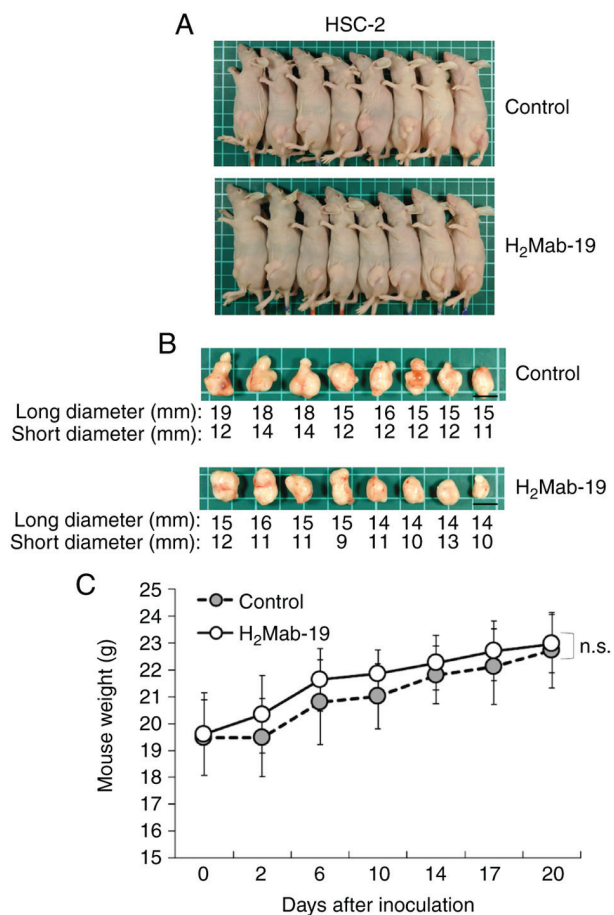 A
HSC-2
Control
H₂Mab-19
B
Control
Long diameter (mm): 19 18 18 15 16 15 15 15
Short diameter (mm): 12 14 14 12 12 12 12 11
H₂Mab-19
Long diameter (mm): 15 16 15 15 14 14 14 14
Short diameter (mm): 12 11 11 9 11 10 13 10
C
25
24
23
22
21
20
19
18
17
16
15
Mouse weight (g)
Control
H₂Mab-19
n.s.
0 2 6 10 14 17 20
Days after inoculation